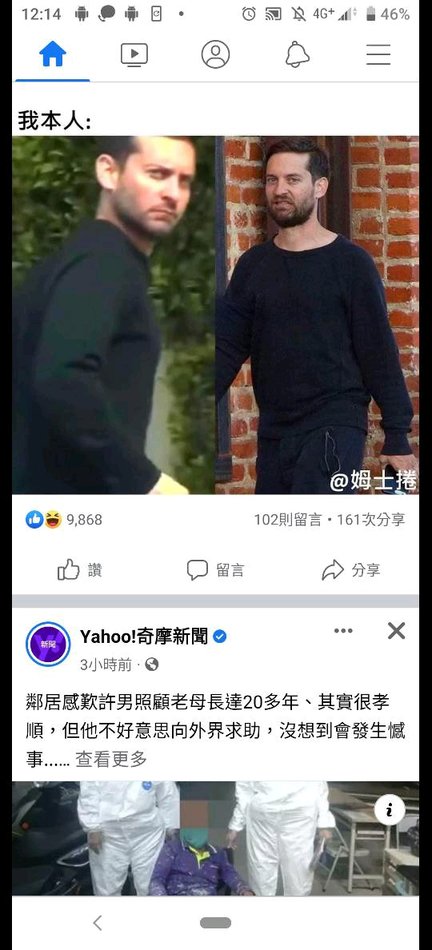 12:14
4G+
46%
我本人:
@姆士捲
9,868
102則留言・161次分享
讚
留言
分享
新聞
Yahoo!奇摩新聞
3小時前・
鄰居感歎許男照顧老母長達20多年、其實很孝
順，但他不好意思向外界求助，沒想到會發生憾
事...... 查看更多